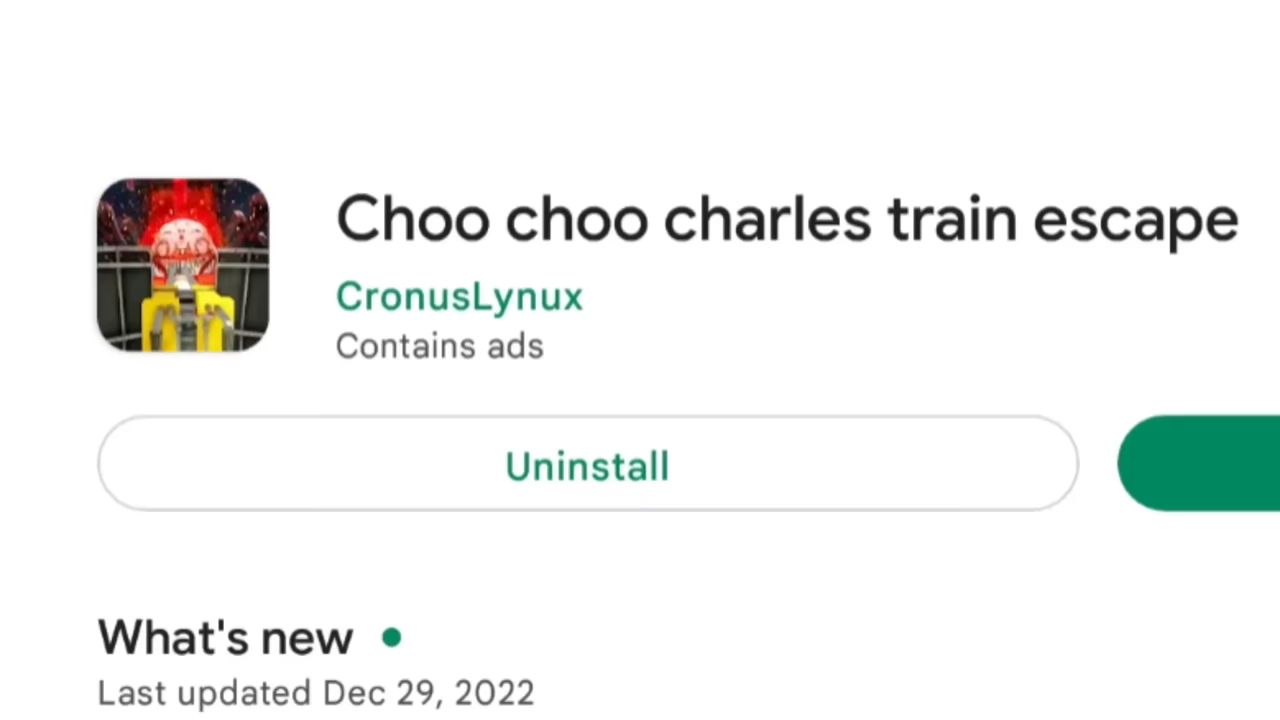 Choo choo charles train escape
CronusLynux
Contains ads
Uninstall
What's new
Last updated Dec 29, 2022